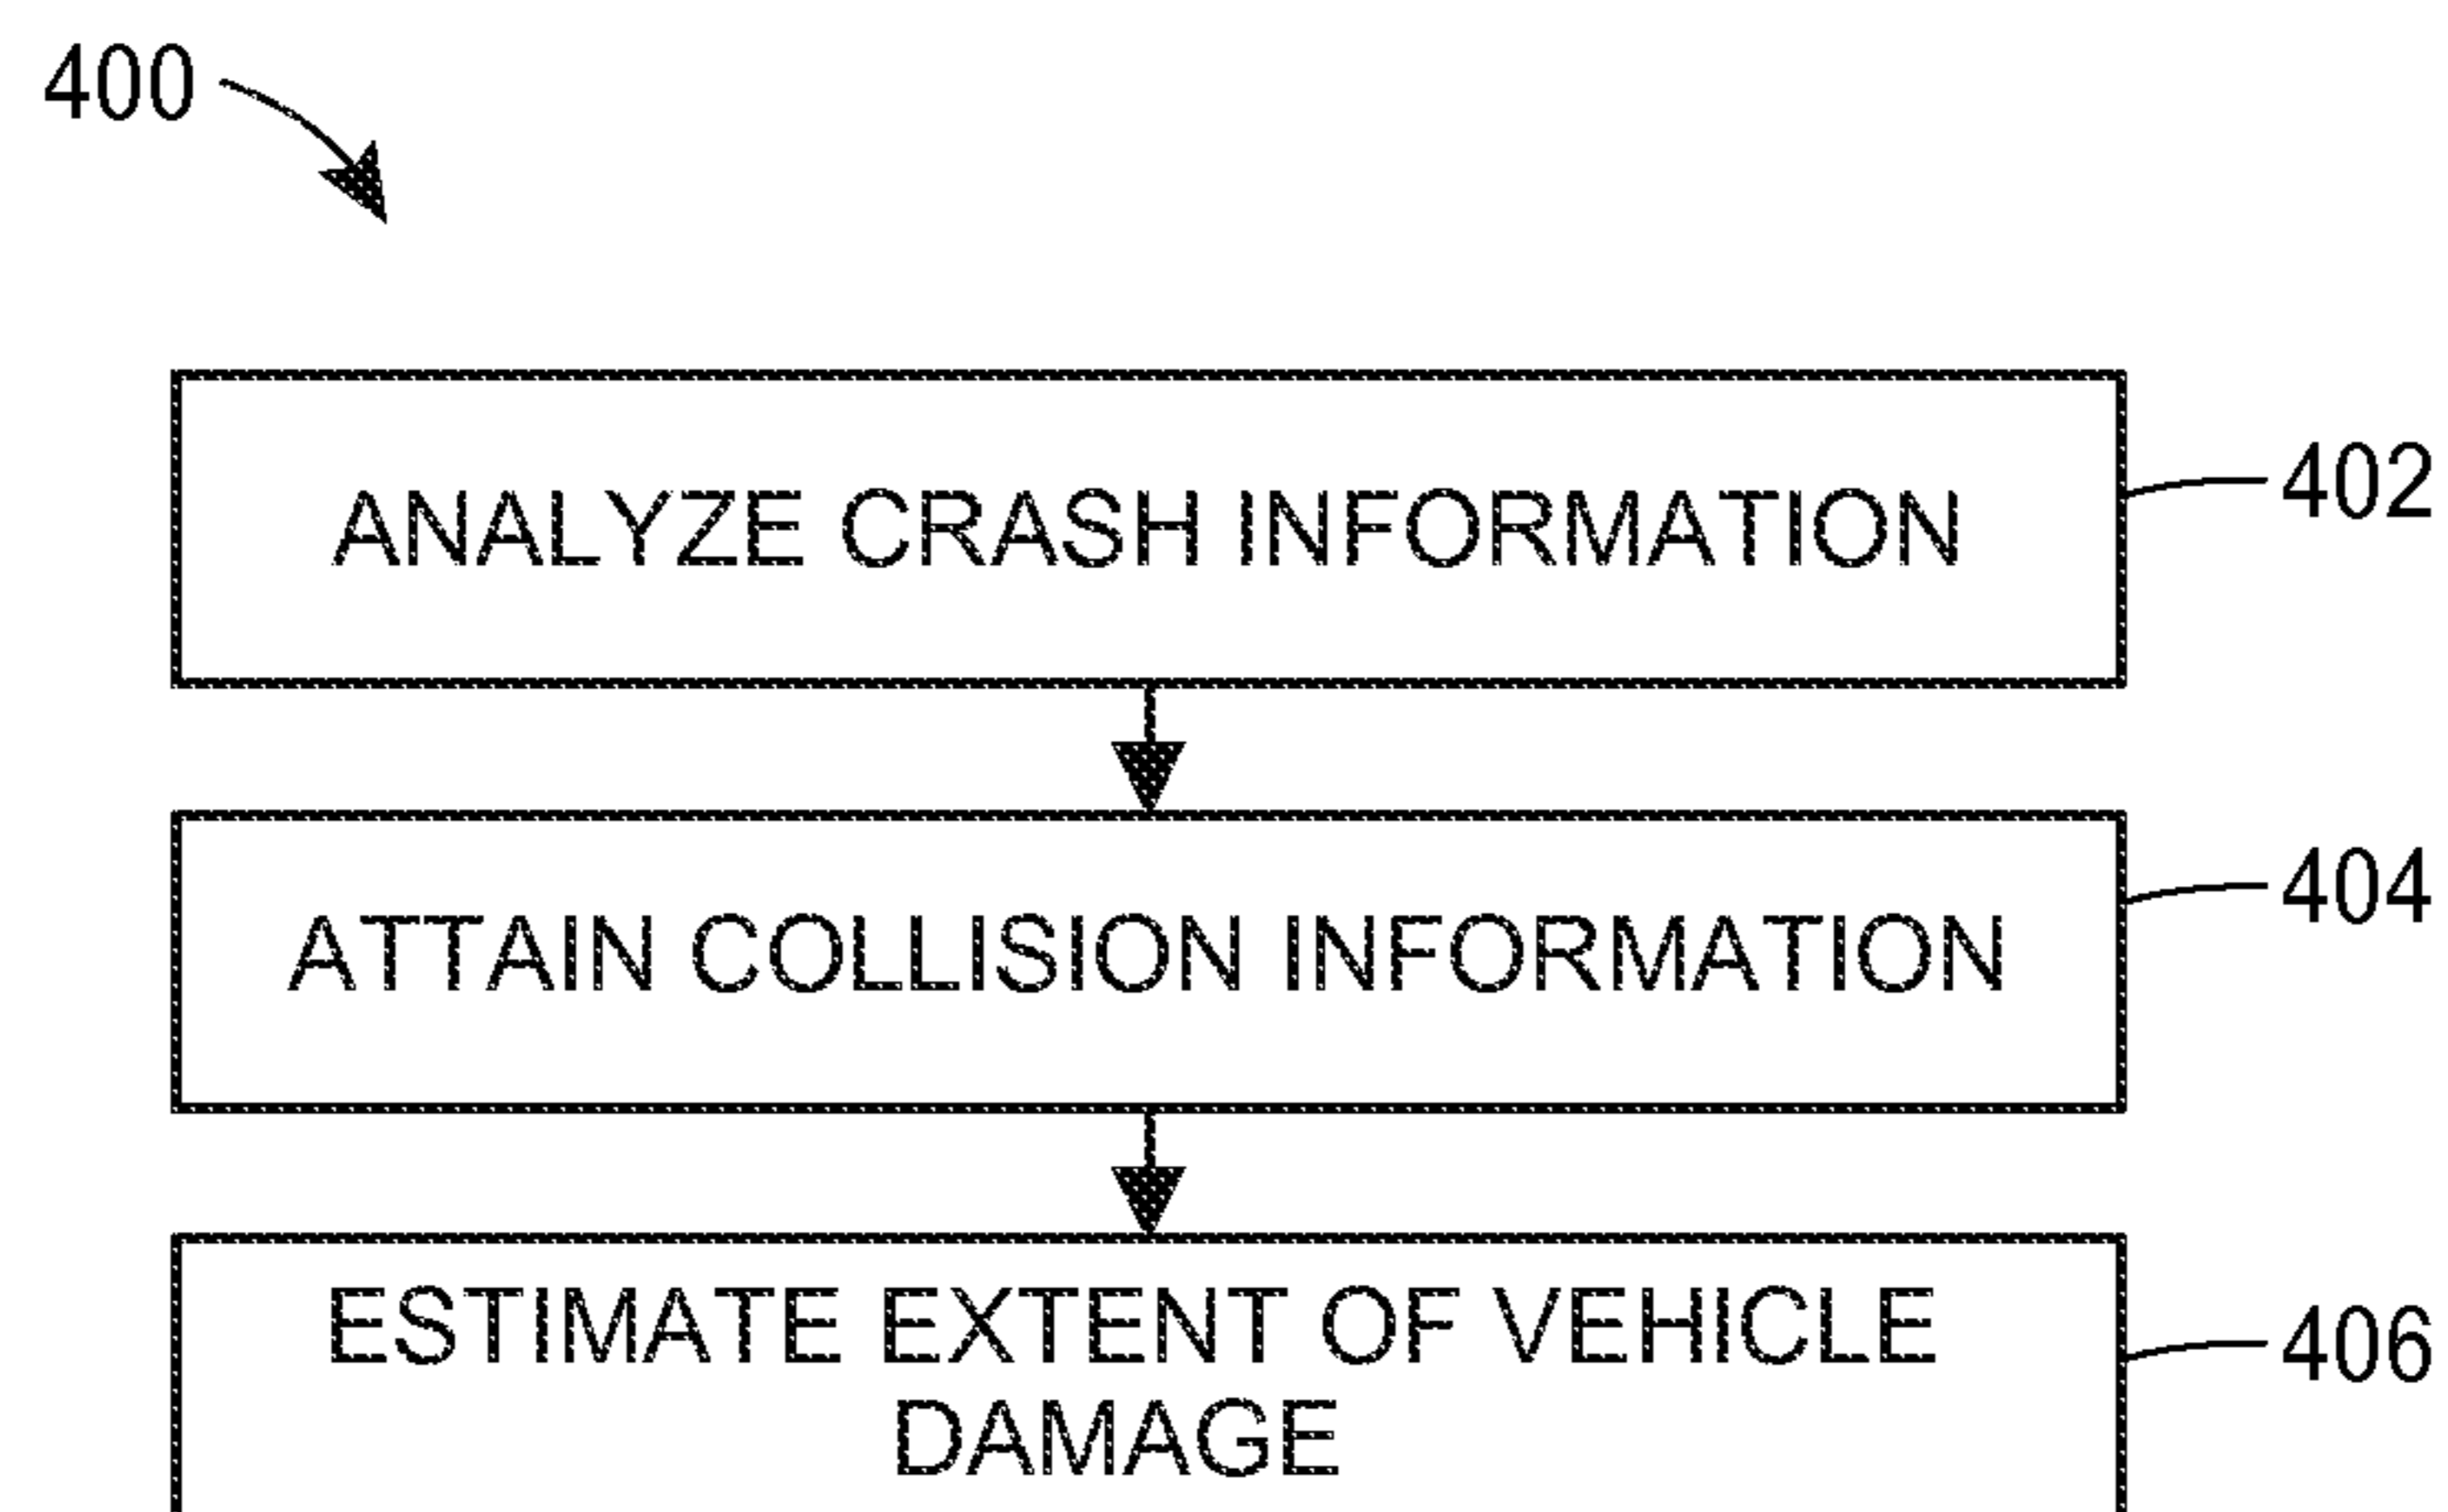 400
ANALYZE CRASH INFORMATION
402
ATTAIN COLLISION INFORMATION
404
ESTIMATE EXTENT OF VEHICLE
DAMAGE
406